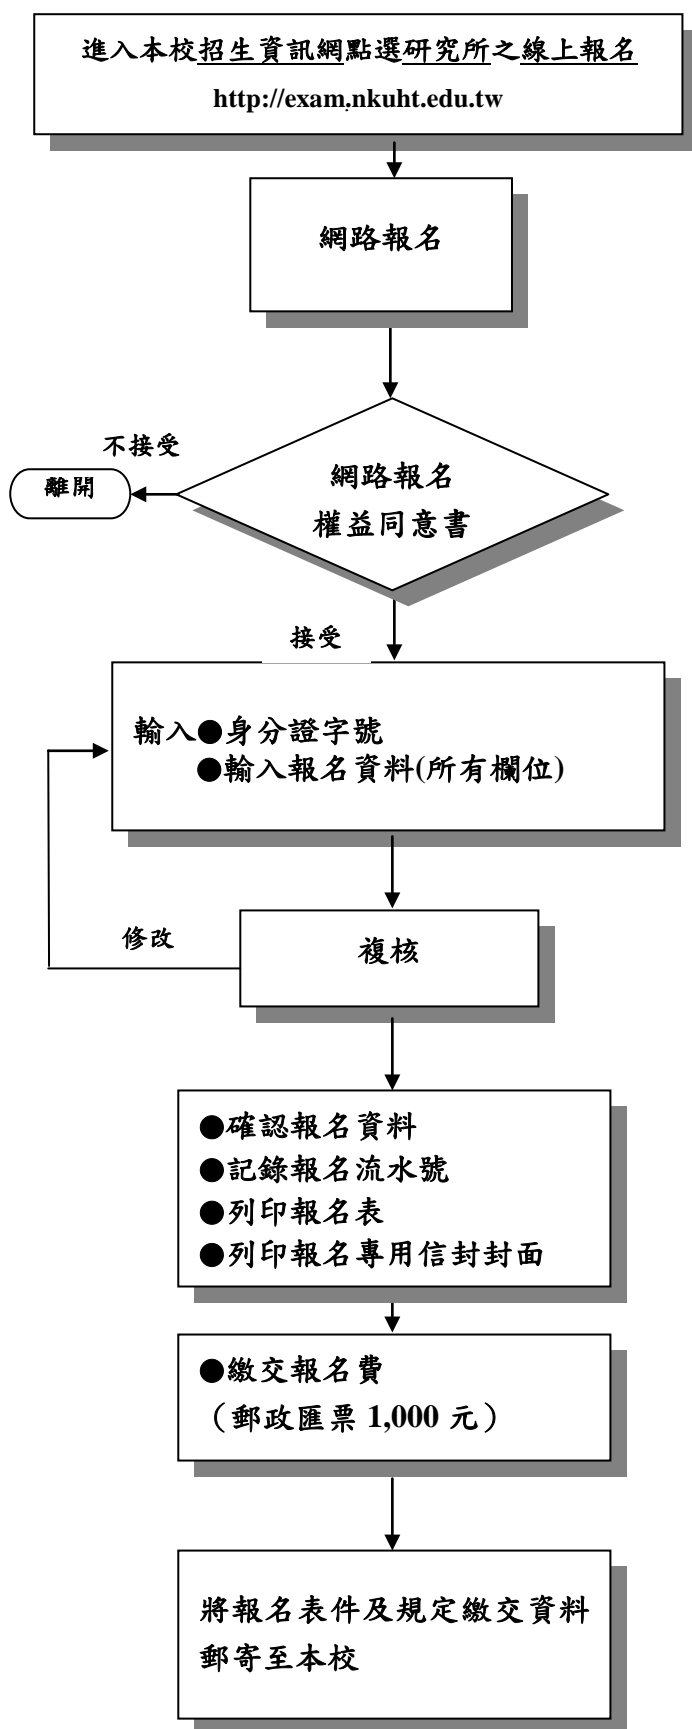 進入本校招生資訊網點選研究所之線上報名
http://exam.nkuht.edu.tw
網路報名
不接受
離開
網路報名
權益同意書
接受
輸入●身分證字號
●輸入報名資料(所有欄位)
修改
複核
●確認報名資料
●記錄報名流水號
●列印報名表
●列印報名專用信封封面
●繳交報名費
（郵政匯票 1,000 元）
將報名表件及規定繳交資料
郵寄至本校